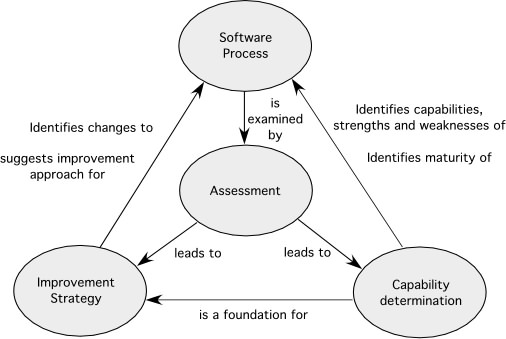 Software
Process
is
examined
by
Identifies changes to
suggests improvement
approach for
Identifies capabilities,
strengths and weaknesses of
Identifies maturity of
Assessment
leads to
leads to
Improvement
Strategy
Capability
determination
is a foundation for